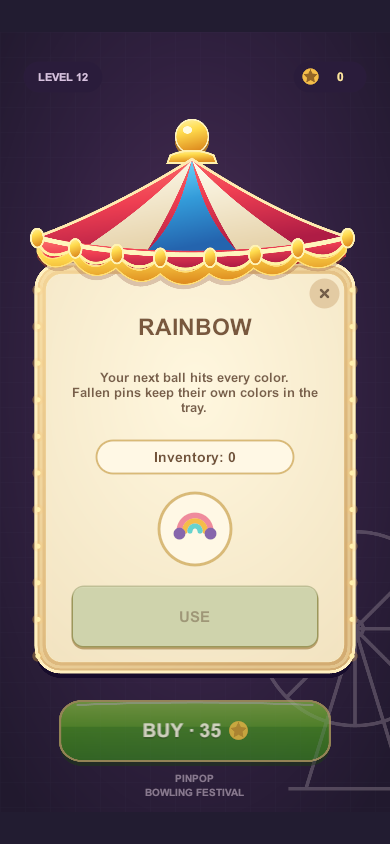 LEVEL 12
0
×
RAINBOW
Your next ball hits every color.
Fallen pins keep their own colors in the
tray.
Inventory: 0
USE
BUY · 35
PINPOP
BOWLING FESTIVAL